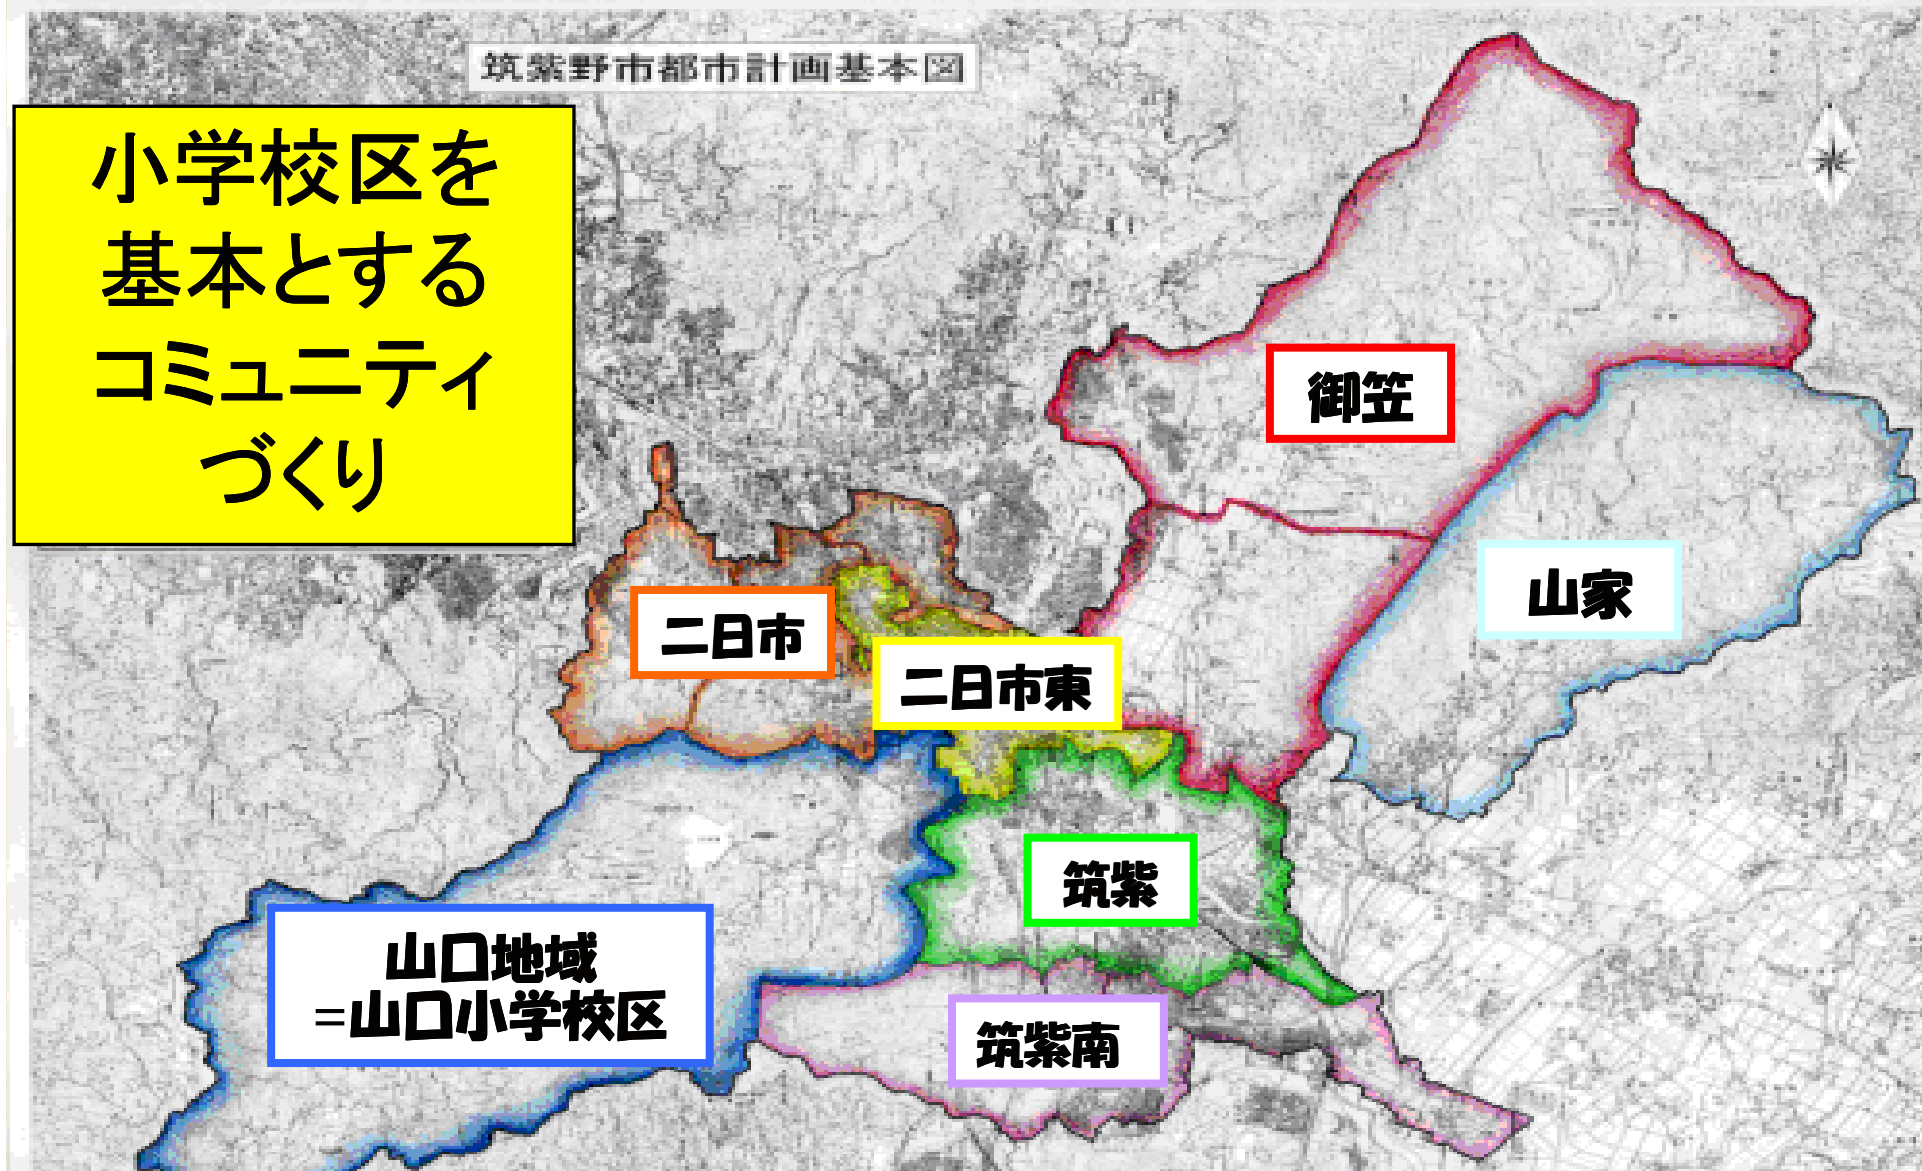 筑紫野市都市計画基本図
小学校区を
基本とする
コミュニティ
づくり
御笠
山家
二日市
二日市東
筑紫
山口地域
=山口小学校区
筑紫南